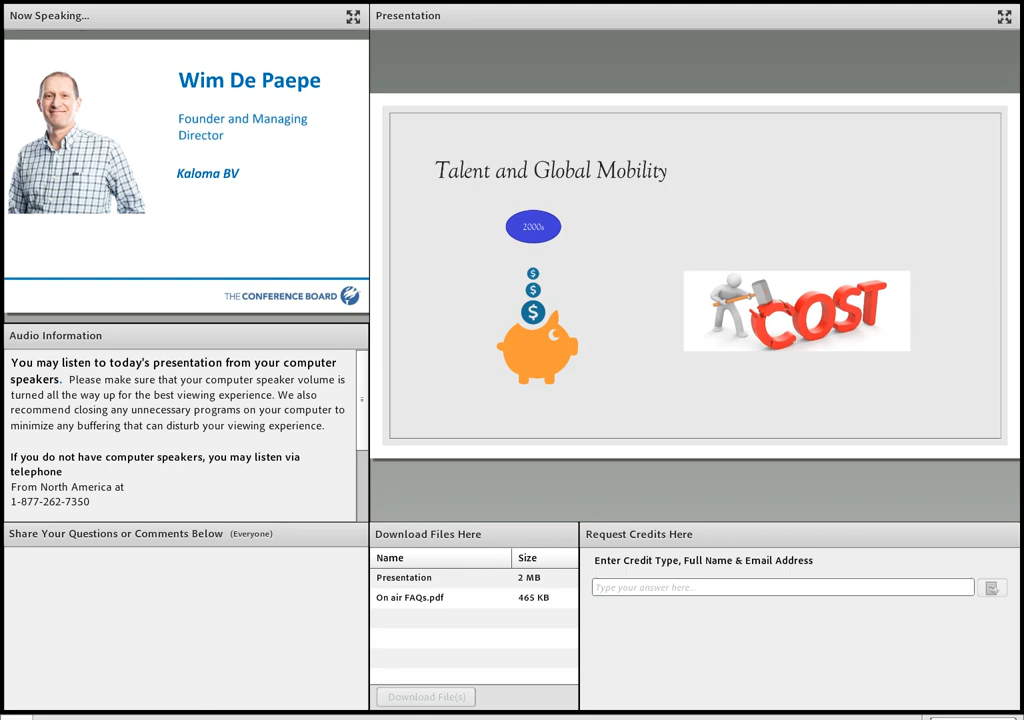 Now Speaking...
Wim De Paepe
Founder and Managing
Director
Kaloma BV
THE CONFERENCE BOARD
Audio Information
You may listen to today's presentation from your computer
speakers. Please make sure that your computer speaker volume is
turned all the way up for the best viewing experience. We also
recommend closing any unnecessary programs on your computer to
minimize any buffering that can disturb your viewing experience.
If you do not have computer speakers, you may listen via
telephone
From North America at
1-877-262-7350
Share Your Questions or Comments Below (Everyone)
Presentation
Talent and Global Mobility
2000s
$
$
$
COST
Download Files Here
Name Size
Presentation 2 MB
On air FAQs.pdf 465 KB
Download File(s)
Request Credits Here
Enter Credit Type, Full Name & Email Address
Type your answer here...